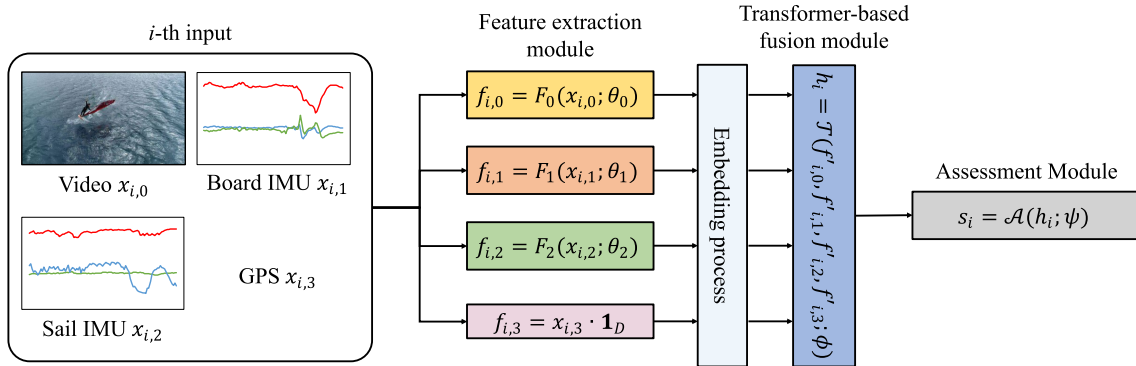 i-th input
Video x_{i,0}
Board IMU x_{i,1}
Sail IMU x_{i,2}
GPS x_{i,3}
Feature extraction
module
f_{i,0} = F_0(x_{i,0}; θ_0)
f_{i,1} = F_1(x_{i,1}; θ_1)
f_{i,2} = F_2(x_{i,2}; θ_2)
f_{i,3} = x_{i,3} · 𝟏_D
Embedding process
Transformer-based
fusion module
h_i = 𝒯(f'_{i,0}, f'_{i,1}, f'_{i,2}, f'_{i,3}; ϕ)
Assessment Module
s_i = 𝒜(h_i; ψ)